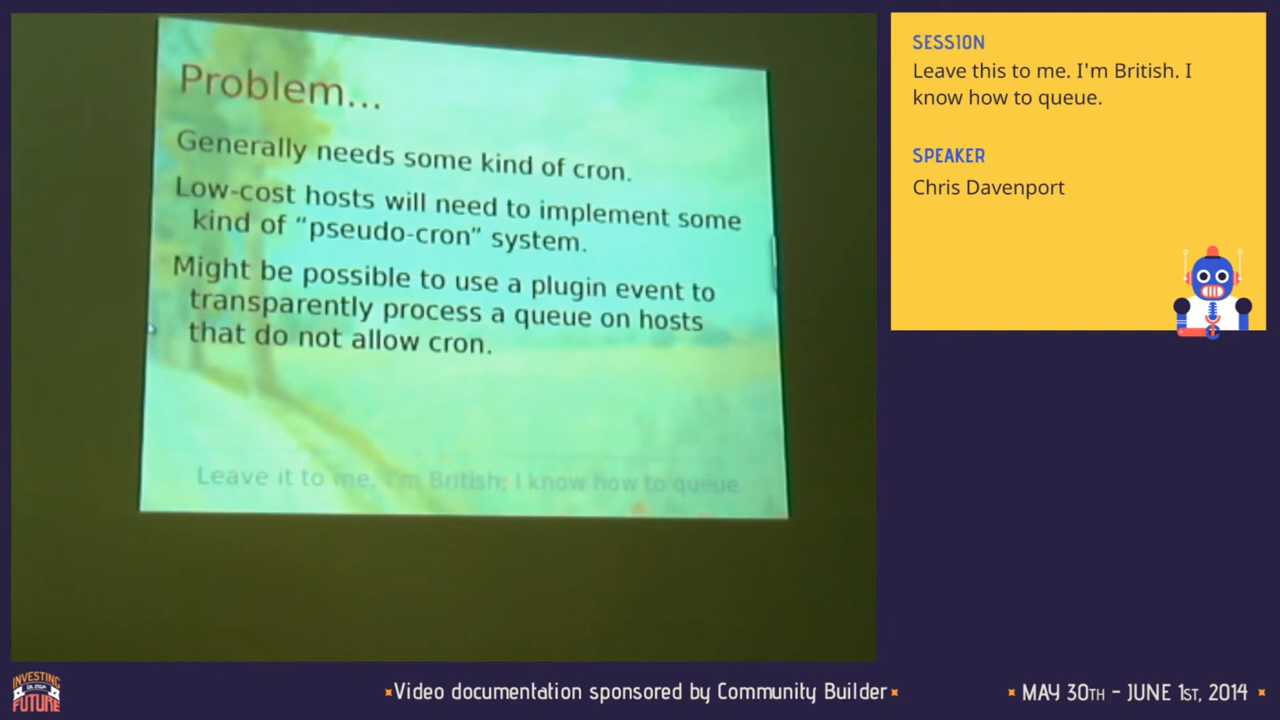 Problem...
Generally needs some kind of cron.
Low-cost hosts will need to implement some
kind of “pseudo-cron” system.
Might be possible to use a plugin event to
transparently process a queue on hosts
that do not allow cron.
Leave it to me, I'm British, I know how to queue
SESSION
Leave this to me. I'm British. I
know how to queue.
SPEAKER
Chris Davenport
INVESTING
IN OUR
FUTURE
Video documentation sponsored by Community Builder
MAY 30TH - JUNE 1ST, 2014